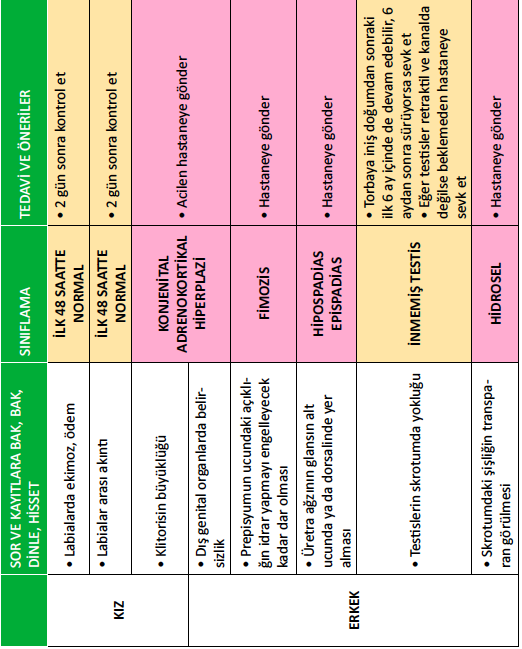 SOR VE KAYITLARA BAK, BAK,
DİNLE, HİSSET
SINIFLAMA
TEDAVİ VE ÖNERİLER
KIZ
• Labialarda ekimoz, ödem
İLK 48 SAATTE
NORMAL
• 2 gün sonra kontrol et
• Labialar arası akıntı
İLK 48 SAATTE
NORMAL
• 2 gün sonra kontrol et
• Klitorisin büyüklüğü
KONJENİTAL
ADRENOKORTİKAL
HİPERPLAZİ
• Acilen hastaneye gönder
ERKEK
• Dış genital organlarda belir-
sizlik
• Prepisyumun ucundaki açıklı-
ğın idrar yapmayı engelleyecek
kadar dar olması
FİMOZİS
• Hastaneye gönder
• Üretra ağzının glansın alt
ucunda ya da dorsalinde yer
alması
HİPOSPADİAS
EPİSPADİAS
• Hastaneye gönder
• Testislerin skrotumda yokluğu
İNMEMİŞ TESTİS
• Torbaya iniş doğumdan sonraki
ilk 6 ay içinde de devam edebilir, 6
aydan sonra sürüyorsa sevk et
• Eğer testisler retraktil ve kanalda
değilse beklemeden hastaneye
sevk et
• Skrotumdaki şişliğin transpa-
ran görülmesi
HİDROSEL
• Hastaneye gönder